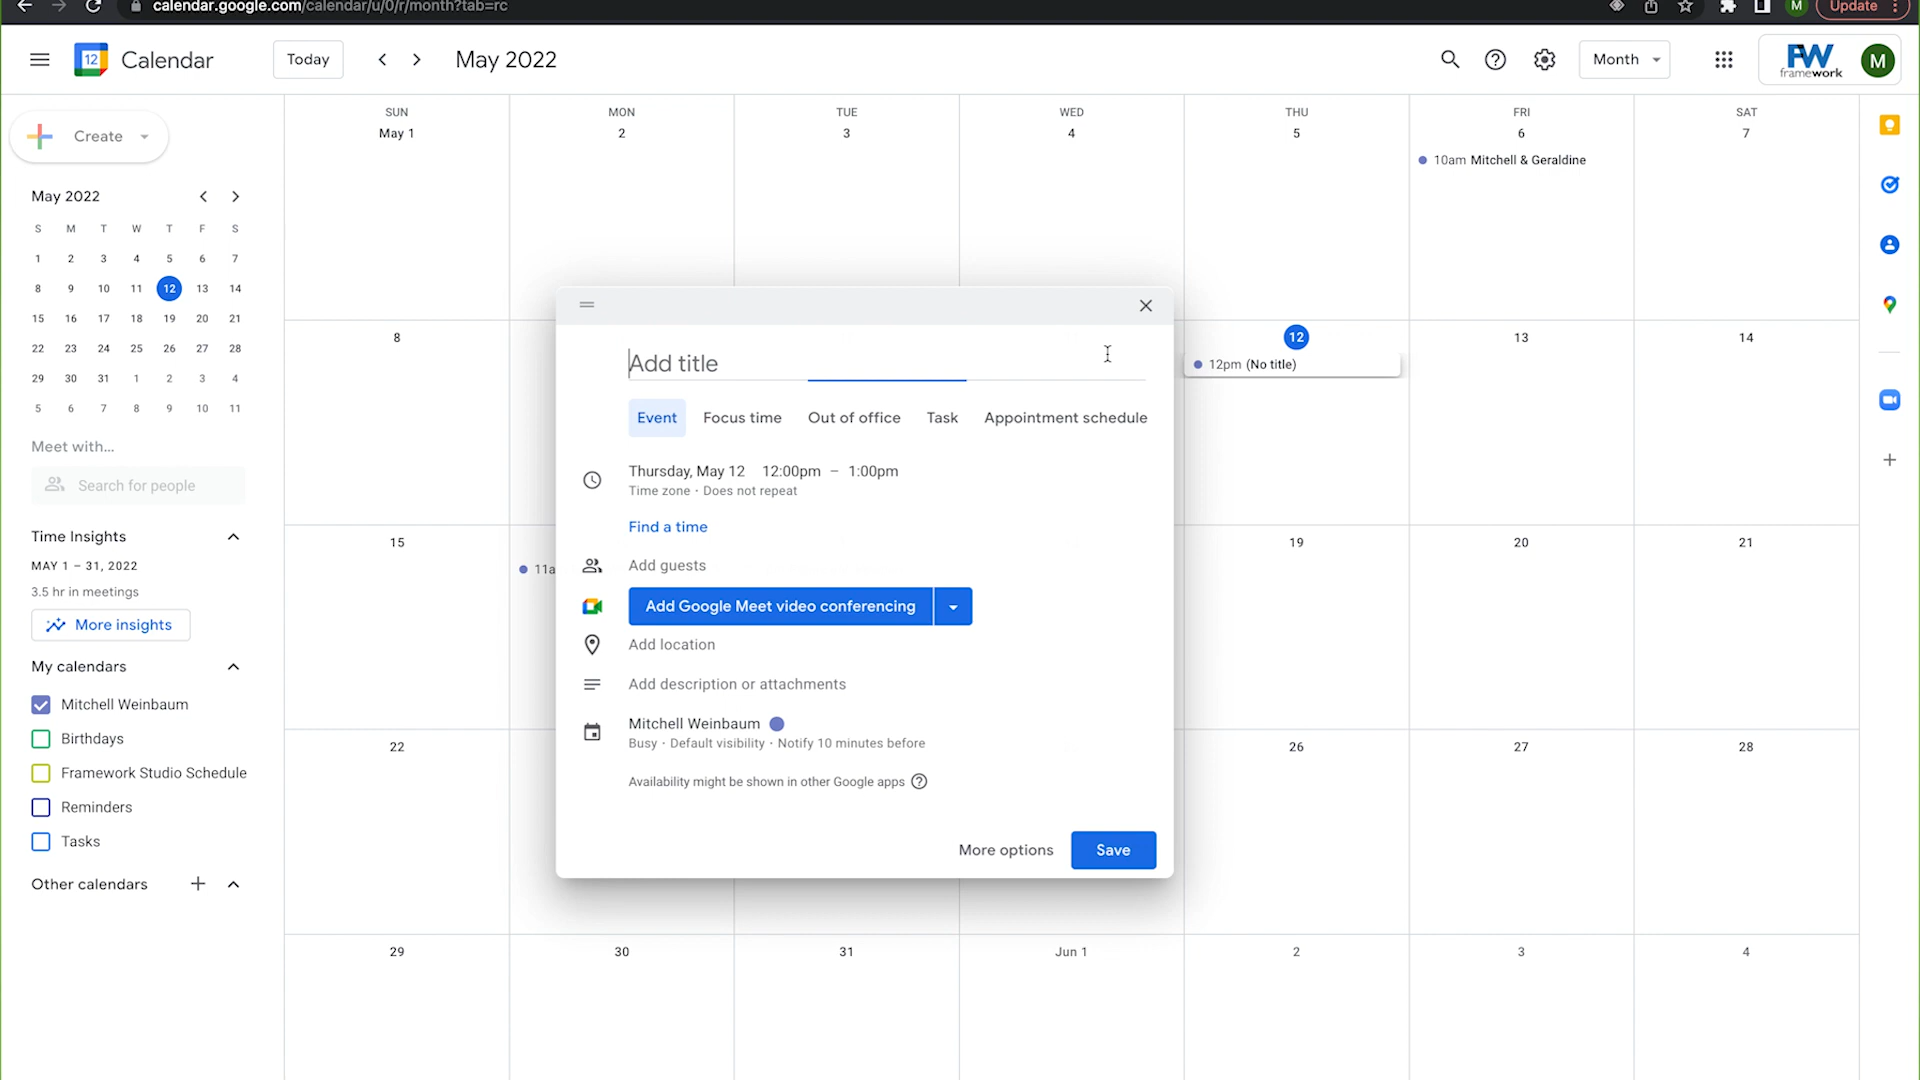 calendar.google.com/calendar/u/0/r/month?tab=rc
M
Update
12
Calendar
Today
May 2022
Month
FW
framework
M
Create
May 2022
S M T W T F S
1 2 3 4 5 6 7
8 9 10 11 12 13 14
15 16 17 18 19 20 21
22 23 24 25 26 27 28
29 30 31 1 2 3 4
5 6 7 8 9 10 11
Meet with...
Search for people
Time Insights
MAY 1 – 31, 2022
3.5 hr in meetings
More insights
My calendars
Mitchell Weinbaum
Birthdays
Framework Studio Schedule
Reminders
Tasks
Other calendars
SUN MON TUE WED THU FRI SAT
May 1 2 3 4 5 6 7
10am Mitchell & Geraldine
8 12 13 14
12pm (No title)
15 19 20 21
11a
22 26 27 28
29 30 31 Jun 1 2 3 4
Add title
Event Focus time Out of office Task Appointment schedule
Thursday, May 12 12:00pm – 1:00pm
Time zone · Does not repeat
Find a time
Add guests
Add Google Meet video conferencing
Add location
Add description or attachments
Mitchell Weinbaum
Busy · Default visibility · Notify 10 minutes before
Availability might be shown in other Google apps
More options Save